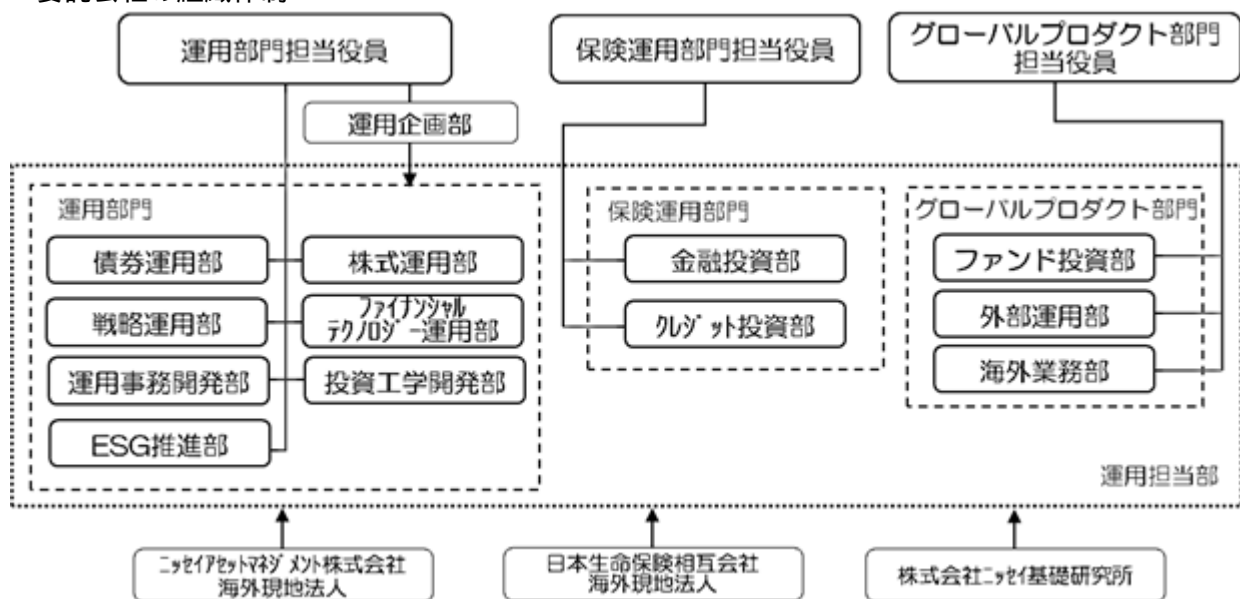 運用部門担当役員
保険運用部門担当役員
グローバルプロダクト部門
担当役員
運用企画部
運用部門
債券運用部
株式運用部
戦略運用部
ファイナンシャル
テクノロジー運用部
運用事務開発部
投資工学開発部
ESG推進部
保険運用部門
金融投資部
クレジット投資部
グローバルプロダクト部門
ファンド投資部
外部運用部
海外業務部
運用担当部
ニッセイアセットマネジメント株式会社
海外現地法人
日本生命保険相互会社
海外現地法人
株式会社ニッセイ基礎研究所